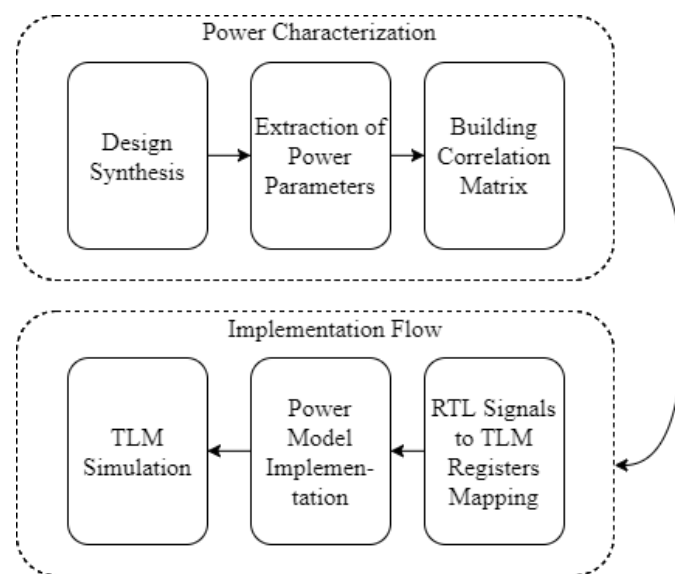 Power Characterization
Design
Synthesis
Extraction of
Power
Parameters
Building
Correlation
Matrix
Implementation Flow
TLM
Simulation
Power
Model
Implemen-
tation
RTL Signals
to TLM
Registers
Mapping